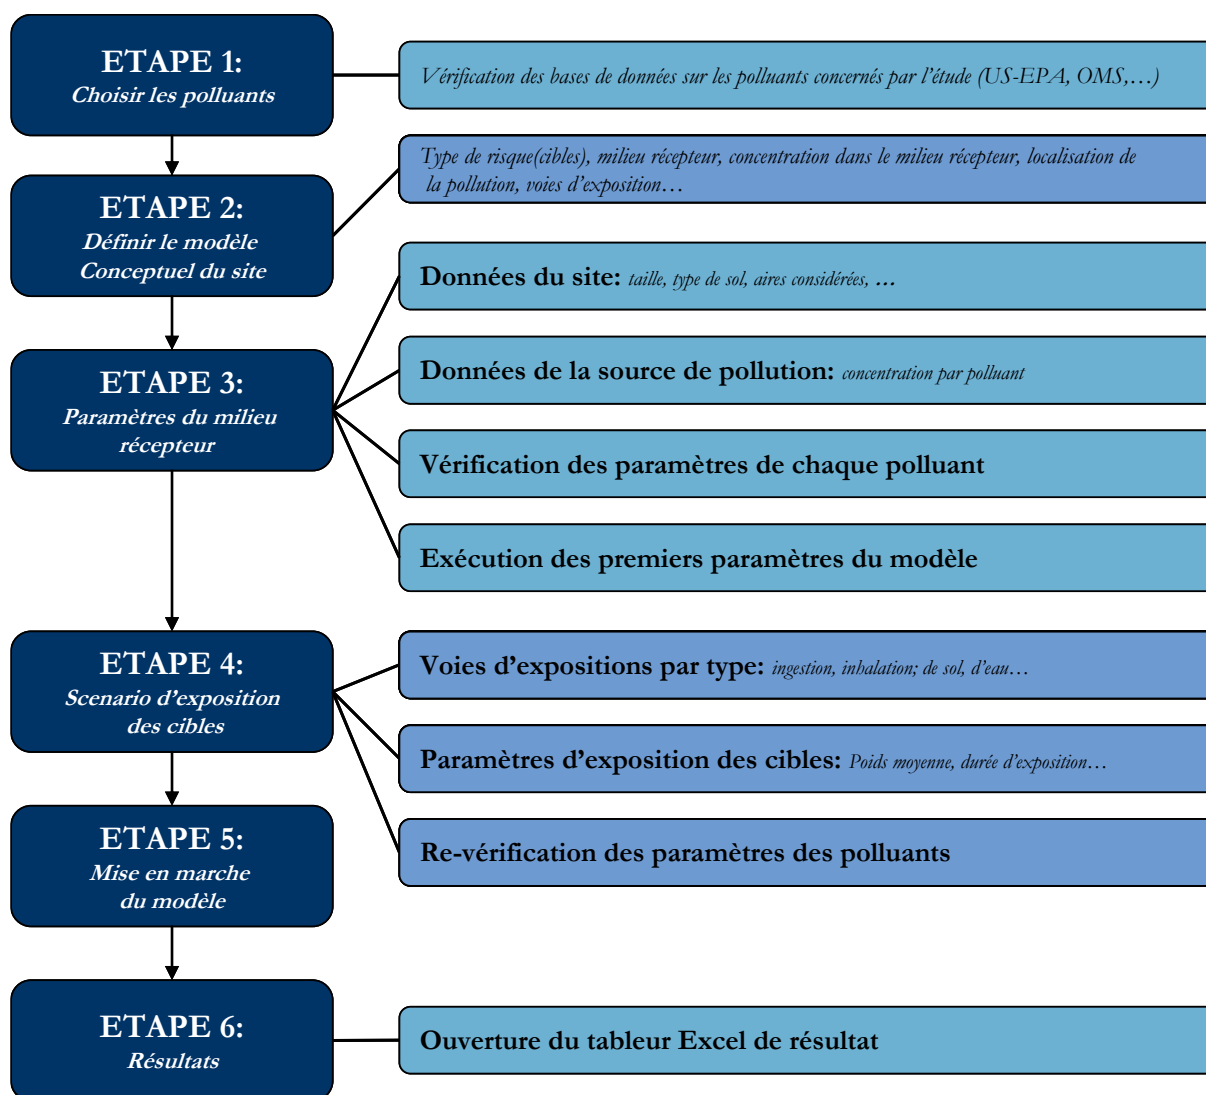 ETAPE 1:
Choisir les polluants
Vérification des bases de données sur les polluants concernés par l’étude (US-EPA, OMS,…)
ETAPE 2:
Définir le modèle
Conceptuel du site
Type de risque(cibles), milieu récepteur, concentration dans le milieu récepteur, localisation de
la pollution, voies d’exposition…
ETAPE 3:
Paramètres du milieu
récepteur
Données du site: taille, type de sol, aires considérées, …
Données de la source de pollution: concentration par polluant
Vérification des paramètres de chaque polluant
Exécution des premiers paramètres du modèle
ETAPE 4:
Scenario d’exposition
des cibles
Voies d’expositions par type: ingestion, inhalation; de sol, d’eau…
Paramètres d’exposition des cibles: Poids moyenne, durée d’exposition…
Re-vérification des paramètres des polluants
ETAPE 5:
Mise en marche
du modèle
ETAPE 6:
Résultats
Ouverture du tableur Excel de résultat